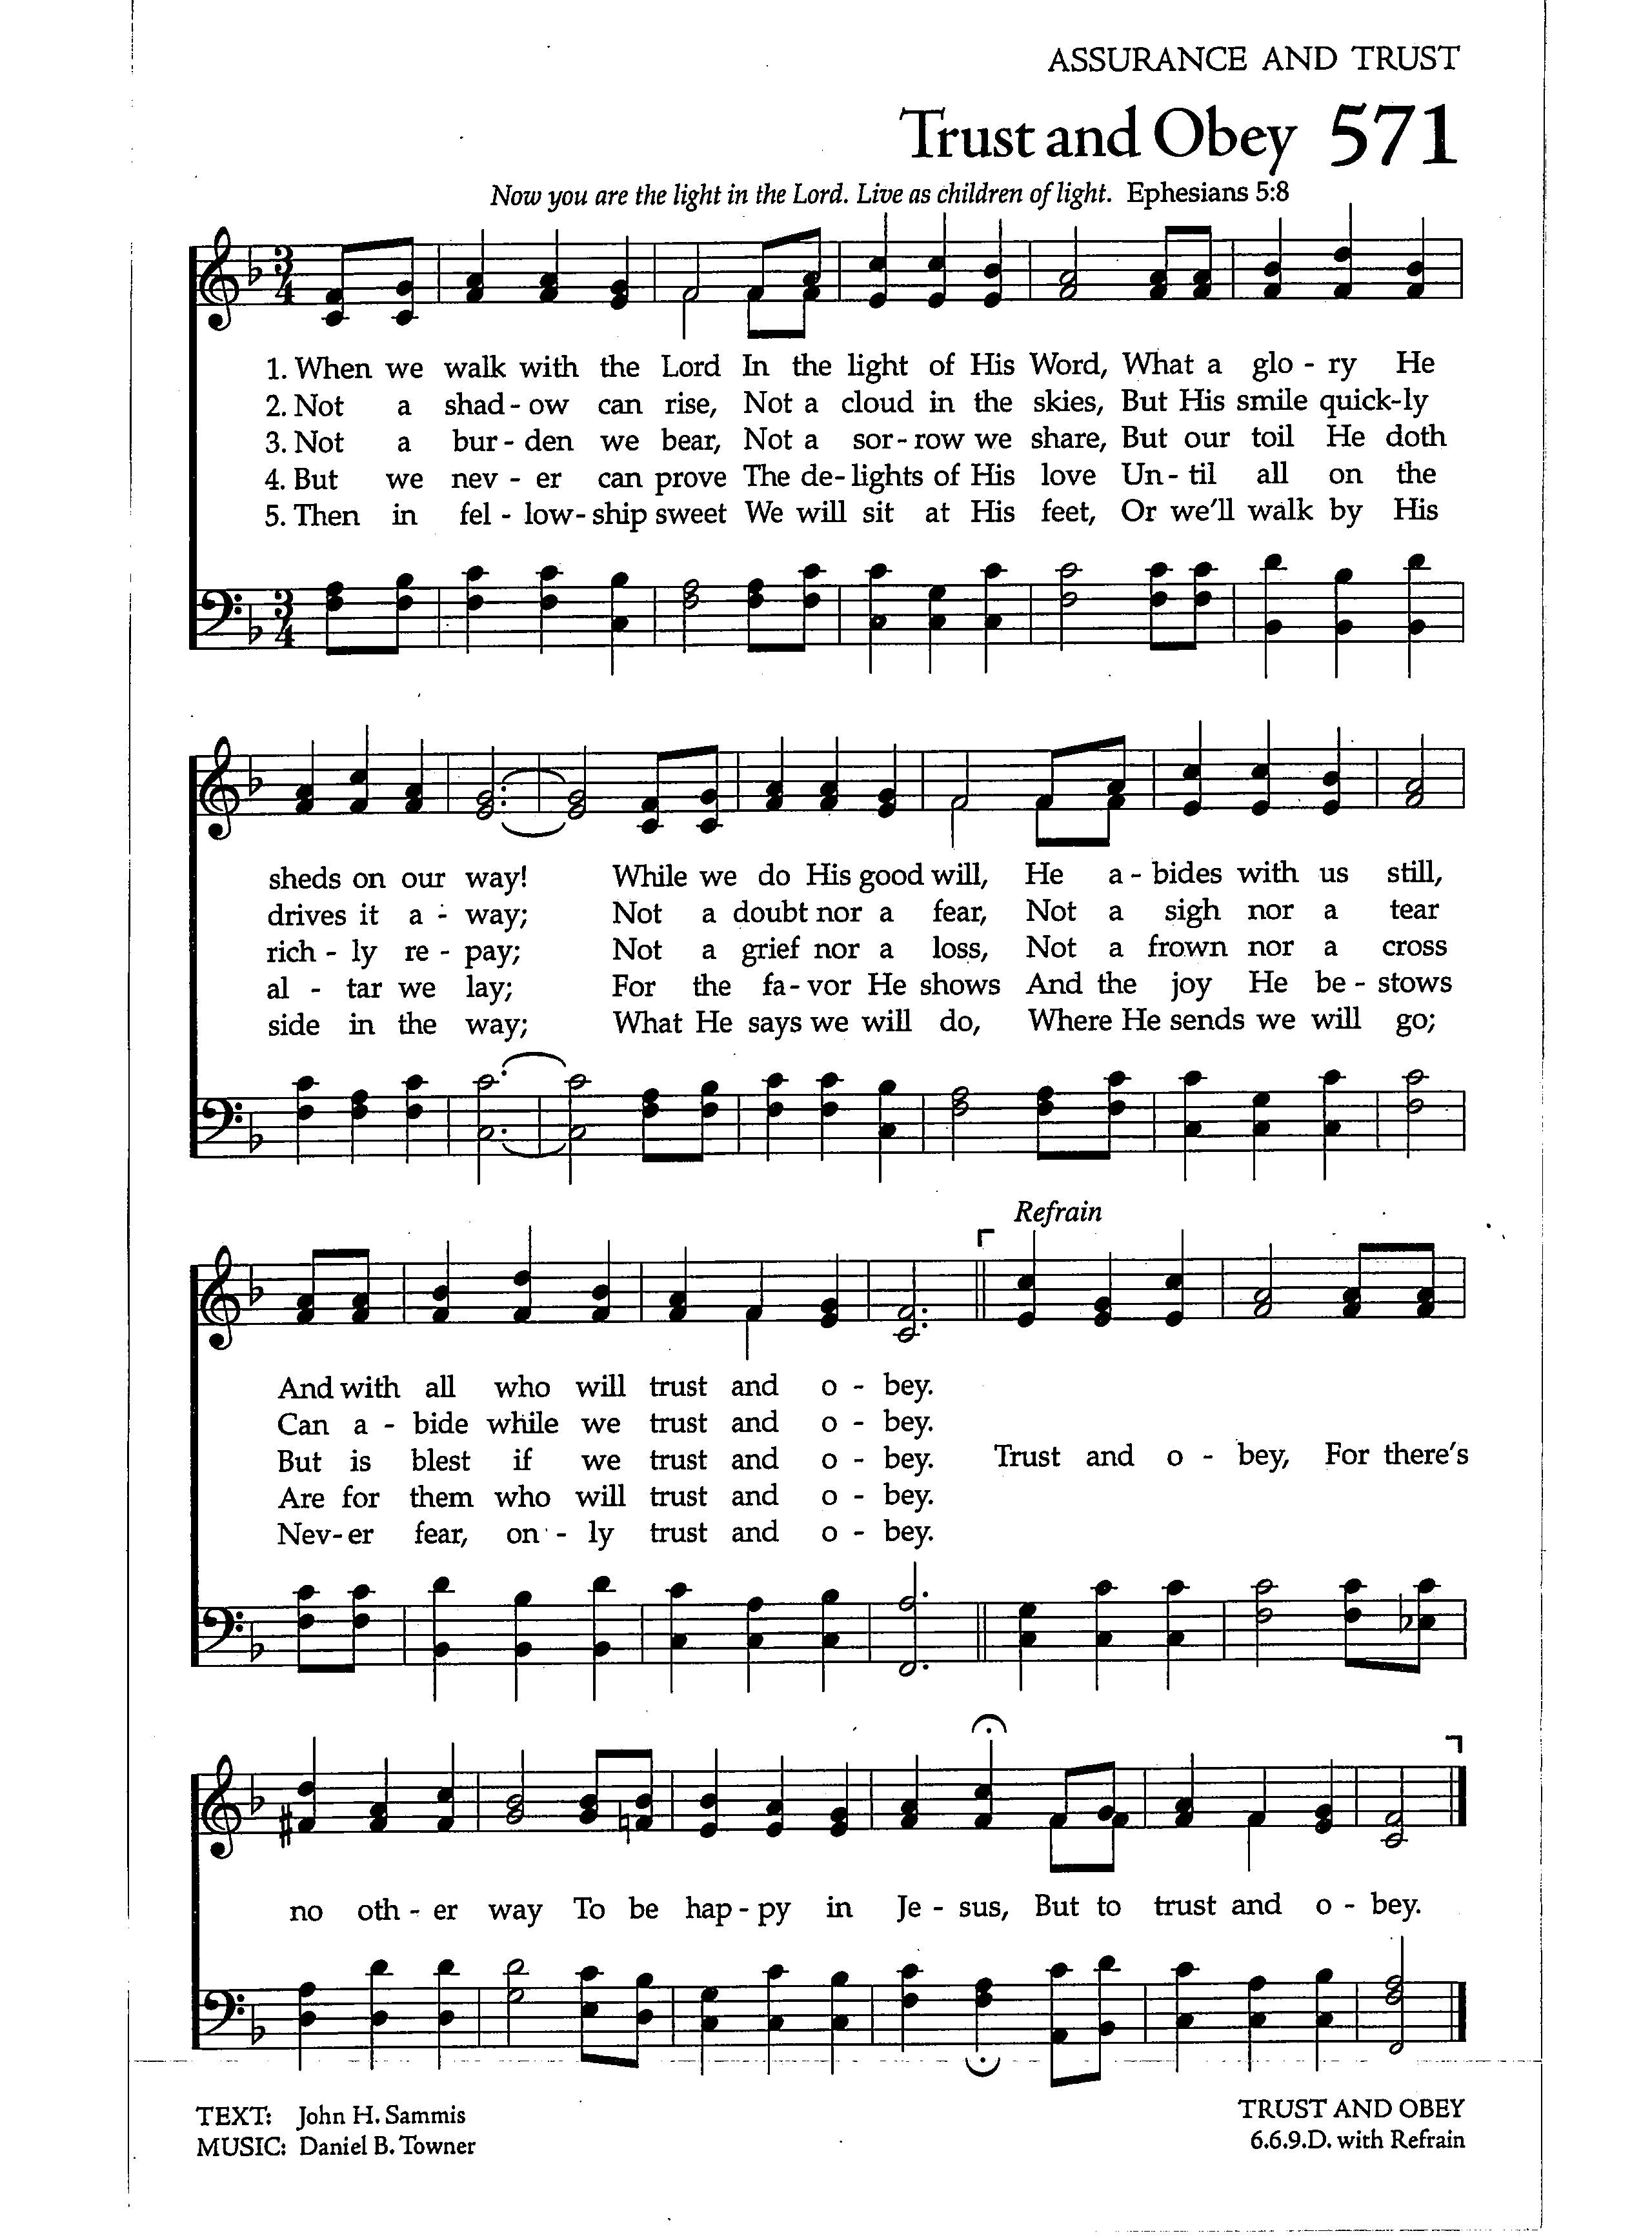 ASSURANCE AND TRUST
Trust and Obey 571
Now you are the light in the Lord. Live as children of light. Ephesians 5:8
1. When we walk with the Lord In the light of His Word, What a glo - ry He
2. Not a shad - ow can rise, Not a cloud in the skies, But His smile quick-ly
3. Not a bur - den we bear, Not a sor - row we share, But our toil He doth
4. But we nev - er can prove The de - lights of His love Un - til all on the
5. Then in fel - low - ship sweet We will sit at His feet, Or we'll walk by His
sheds on our way! While we do His good will, He a - bides with us still,
drives it a - way; Not a doubt nor a fear, Not a sigh nor a tear
rich - ly re - pay; Not a grief nor a loss, Not a frown nor a cross
al - tar we lay; For the fa - vor He shows And the joy He be - stows
side in the way; What He says we will do, Where He sends we will go;
Refrain
And with all who will trust and o - bey.
Can a - bide while we trust and o - bey.
But is blest if we trust and o - bey. Trust and o - bey, For there's
Are for them who will trust and o - bey.
Nev - er fear, on - ly trust and o - bey.
no oth - er way To be hap - py in Je - sus, But to trust and o - bey.
TEXT: John H. Sammis
MUSIC: Daniel B. Towner
TRUST AND OBEY
6.6.9.D. with Refrain